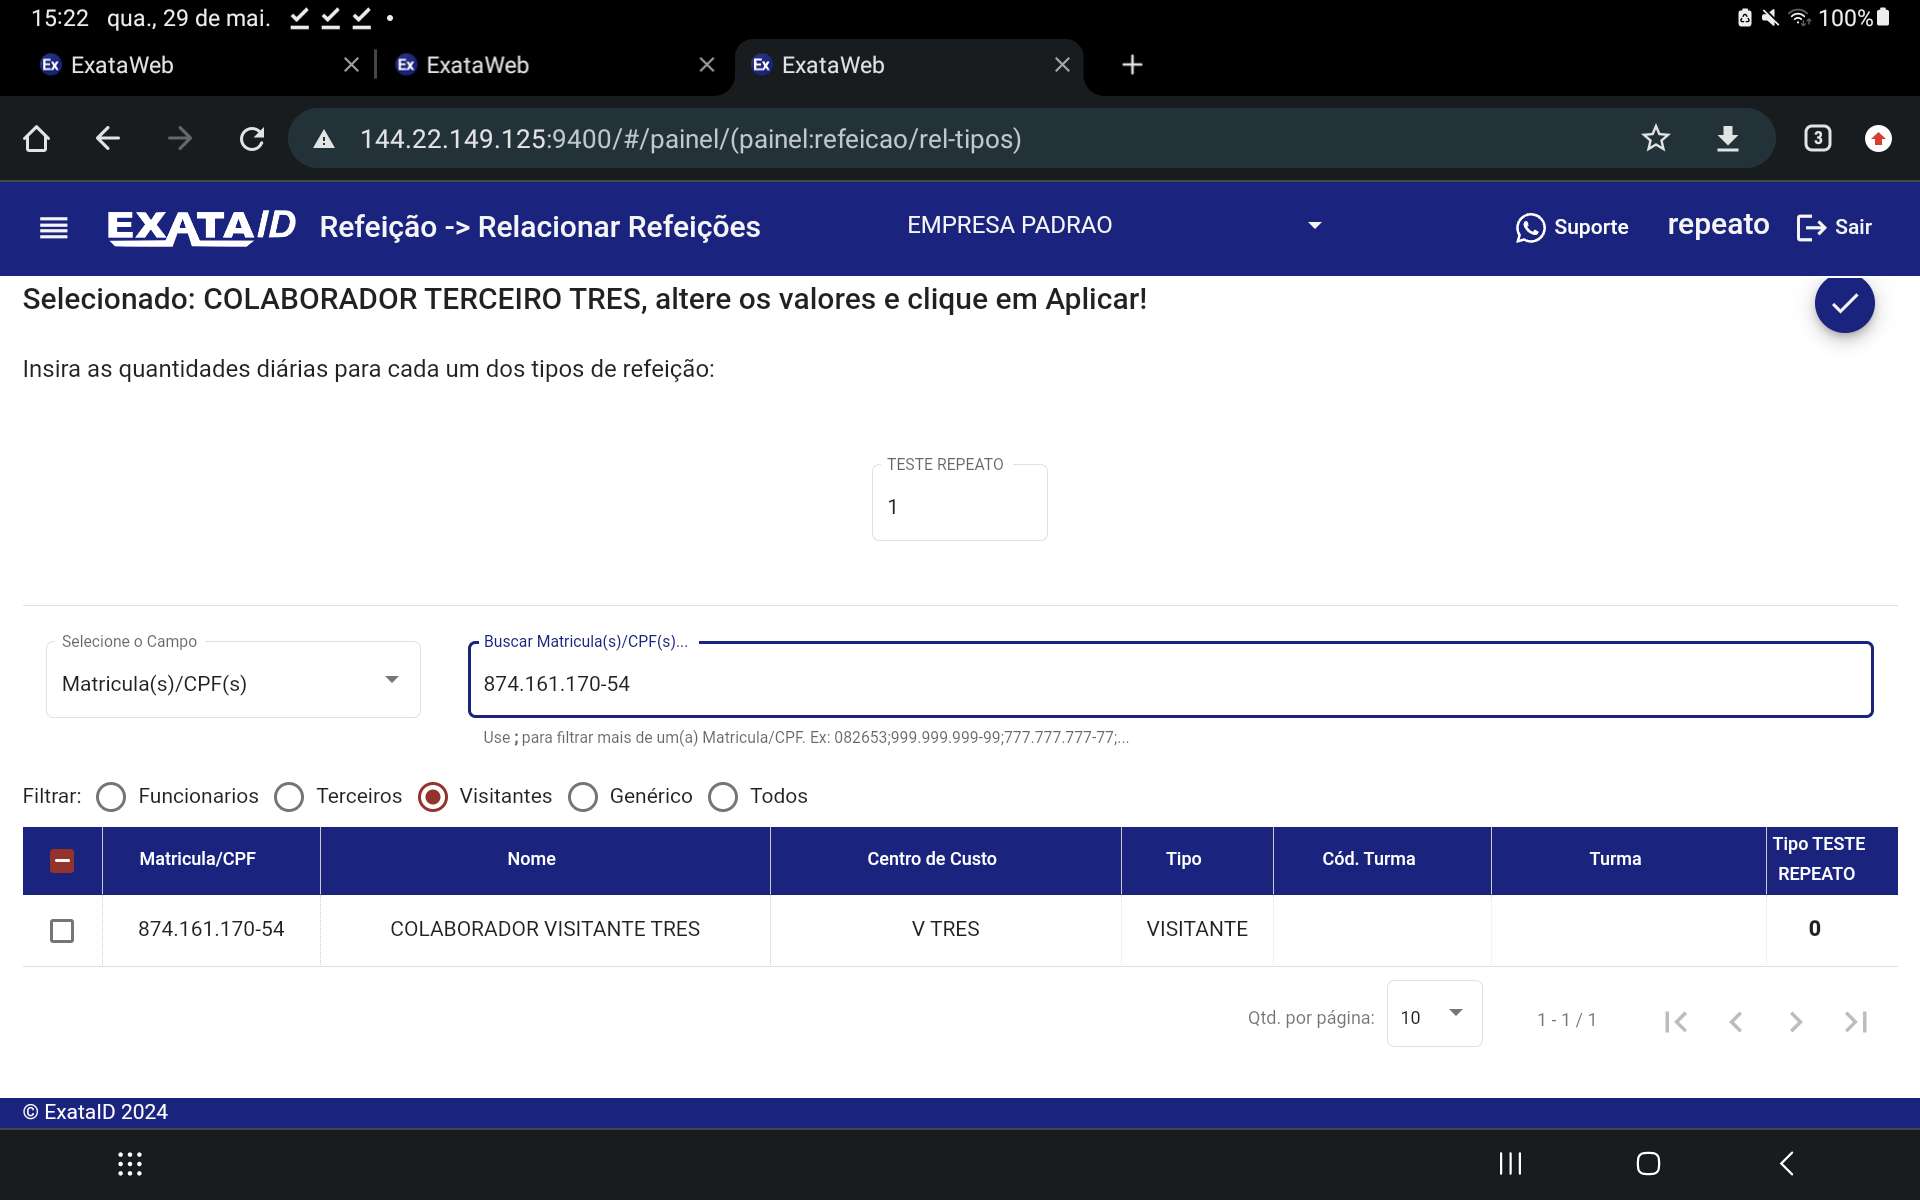 15:22 qua., 29 de mai. 100%
Ex ExataWeb Ex ExataWeb Ex ExataWeb
144.22.149.125:9400/#/painel/(painel:refeicao/rel-tipos) 3
EXATA/D Refeição -> Relacionar Refeições EMPRESA PADRAO Suporte repeato Sair
Selecionado: COLABORADOR TERCEIRO TRES, altere os valores e clique em Aplicar!
Insira as quantidades diárias para cada um dos tipos de refeição:
TESTE REPEATO
1
Selecione o Campo Buscar Matricula(s)/CPF(s)...
Matricula(s)/CPF(s) 874.161.170-54
Use ; para filtrar mais de um(a) Matricula/CPF. Ex: 082653;999.999.999-99;777.777.777-77;...
Filtrar: Funcionarios Terceiros Visitantes Genérico Todos
Matricula/CPF Nome Centro de Custo Tipo Cód. Turma Turma Tipo TESTE REPEATO
874.161.170-54 COLABORADOR VISITANTE TRES V TRES VISITANTE 0
Qtd. por página: 10 1 - 1 / 1
© ExataID 2024